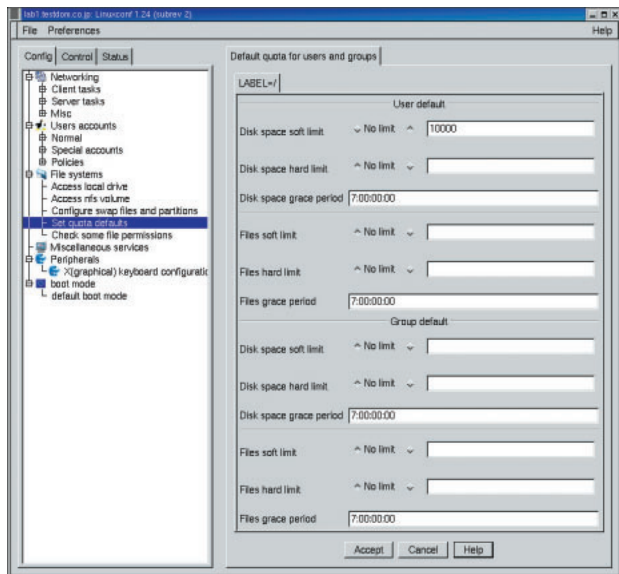 lab1.testdom.co.jp: Linuxconf 1.24 (subrev 2)
File Preferences Help
Config Control Status
Networking
Client tasks
Server tasks
Misc
Users accounts
Normal
Special accounts
Policies
File systems
Access local drive
Access nfs volume
Configure swap files and partitions
Set quota defaults
Check some file permissions
Miscellaneous services
Peripherals
X(graphical) keyboard configuratic
boot mode
default boot mode
Default quota for users and groups
LABEL=/
User default
Disk space soft limit No limit 10000
Disk space hard limit No limit
Disk space grace period 7:00:00:00
Files soft limit No limit
Files hard limit No limit
Files grace period 7:00:00:00
Group default
Disk space soft limit No limit
Disk space hard limit No limit
Disk space grace period 7:00:00:00
Files soft limit No limit
Files hard limit No limit
Files grace period 7:00:00:00
Accept Cancel Help